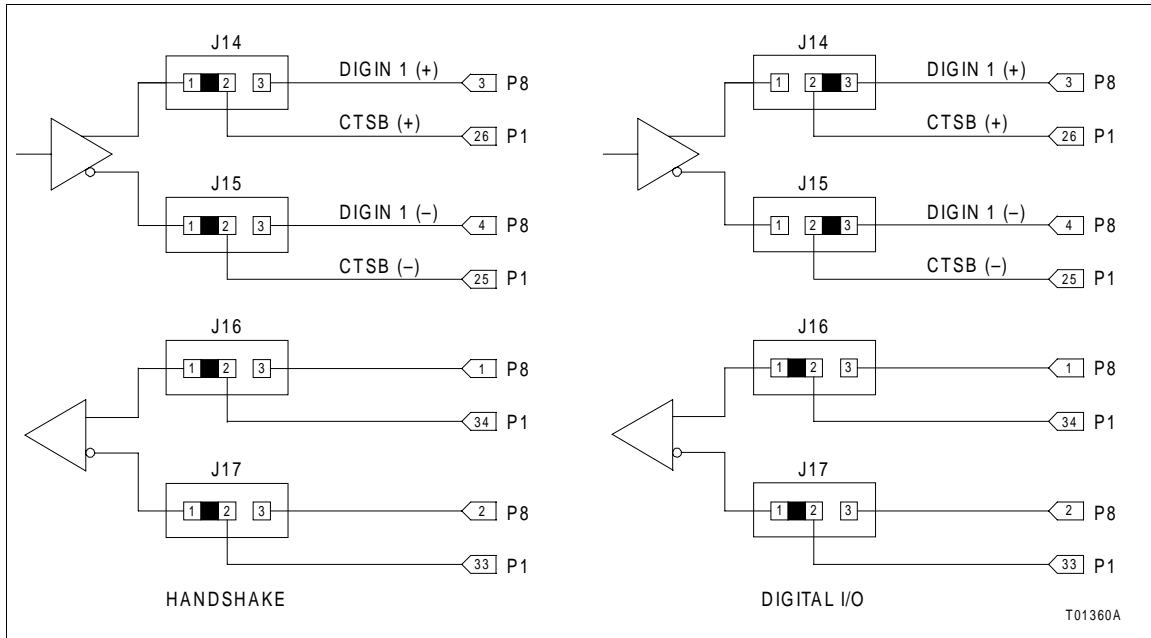 J14
1 2 3
DIGIN 1 (+)
3 P8
CTSB (+)
26 P1
J15
1 2 3
DIGIN 1 (–)
4 P8
CTSB (–)
25 P1
J16
1 2 3
1 P8
34 P1
J17
1 2 3
2 P8
33 P1
HANDSHAKE
J14
1 2 3
DIGIN 1 (+)
3 P8
CTSB (+)
26 P1
J15
1 2 3
DIGIN 1 (–)
4 P8
CTSB (–)
25 P1
J16
1 2 3
1 P8
34 P1
J17
1 2 3
2 P8
33 P1
DIGITAL I/O
T01360A